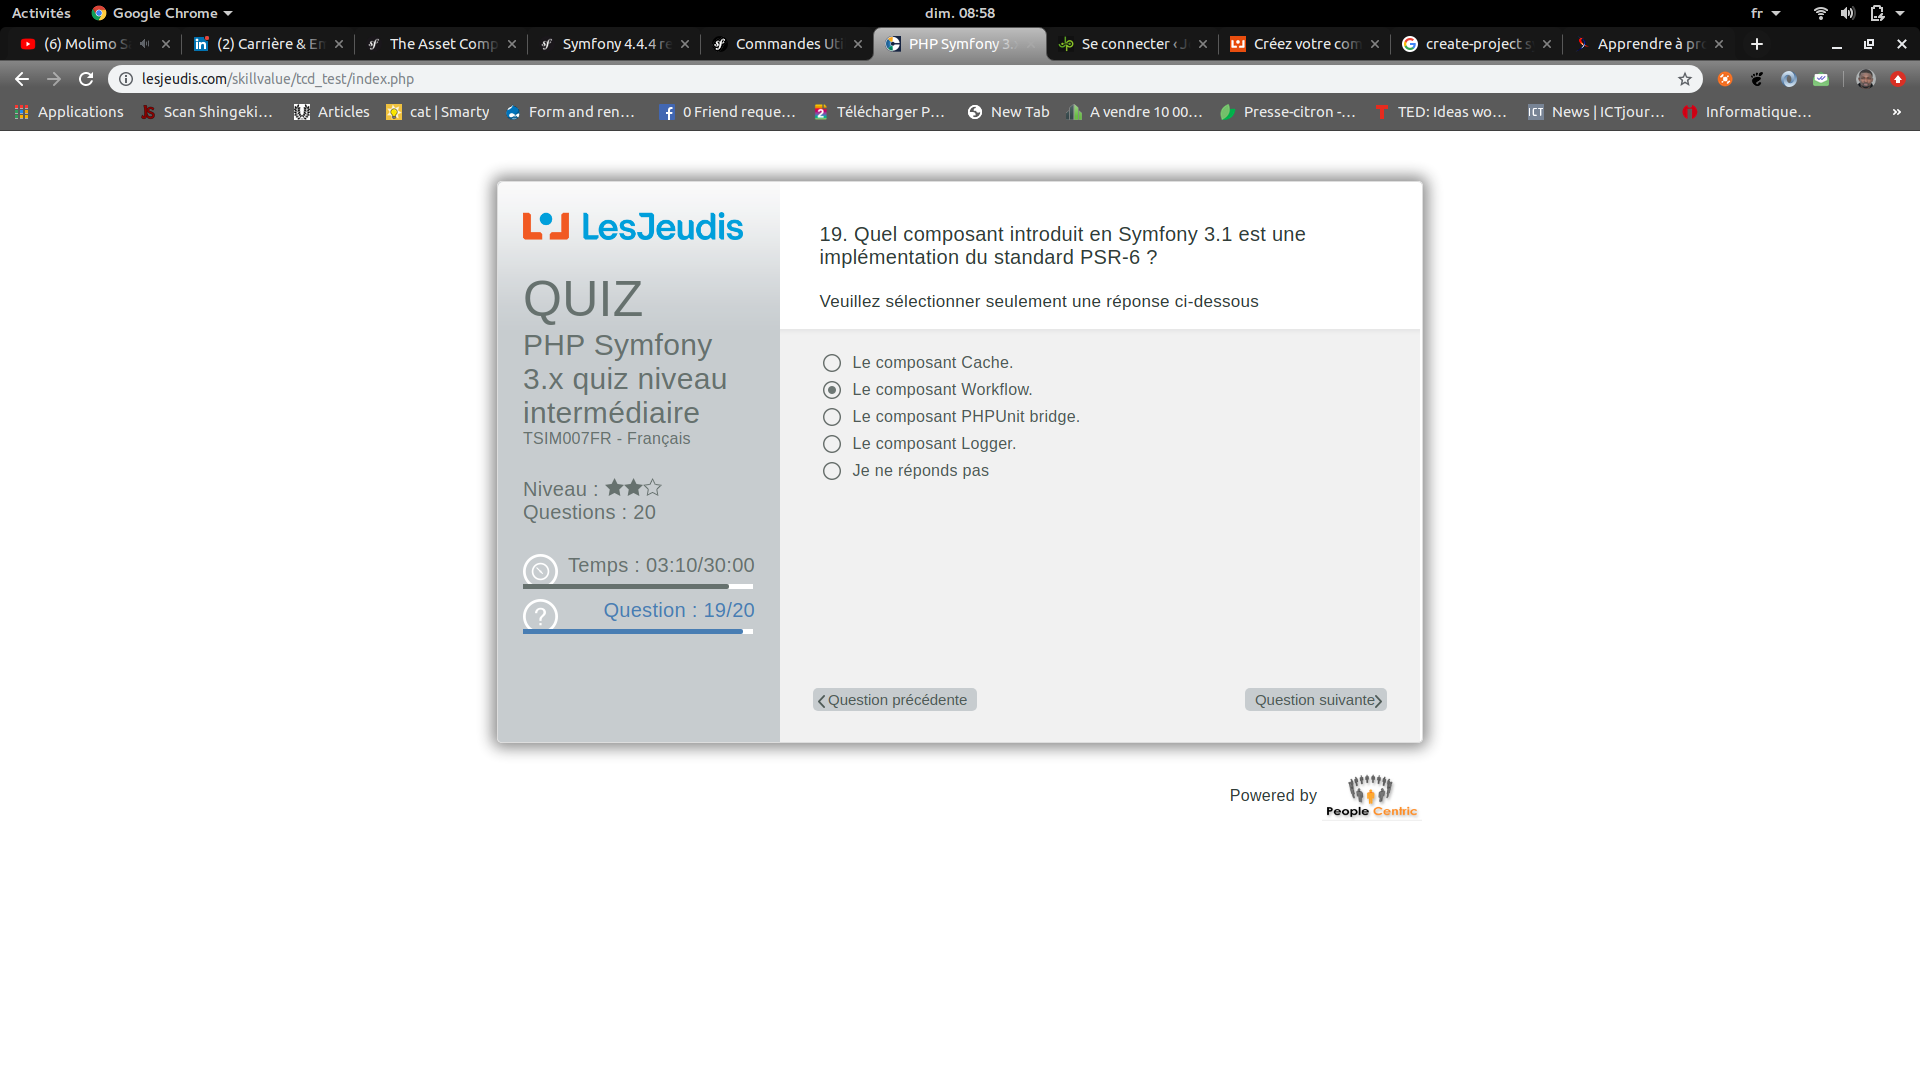 Activités
Google Chrome
dim. 08:58
fr
(6) Molimo S
(2) Carrière & En
The Asset Comp
Symfony 4.4.4 re
Commandes Uti
PHP Symfony 3.
Se connecter ‹ J
Créez votre com
create-project s
Apprendre à pro
lesjeudis.com/skillvalue/tcd_test/index.php
Applications
Scan Shingeki...
Articles
cat | Smarty
Form and ren...
0 Friend reque...
Télécharger P...
New Tab
A vendre 10 00...
Presse-citron -...
TED: Ideas wo...
ICT
News | ICTjour...
Informatique...
»
LesJeudis
QUIZ
PHP Symfony
3.x quiz niveau
intermédiaire
TSIM007FR - Français
Niveau :
Questions : 20
Temps : 03:10/30:00
Question : 19/20
19. Quel composant introduit en Symfony 3.1 est une
implémentation du standard PSR-6 ?
Veuillez sélectionner seulement une réponse ci-dessous
Le composant Cache.
Le composant Workflow.
Le composant PHPUnit bridge.
Le composant Logger.
Je ne réponds pas
Question précédente
Question suivante
Powered by
People Centric